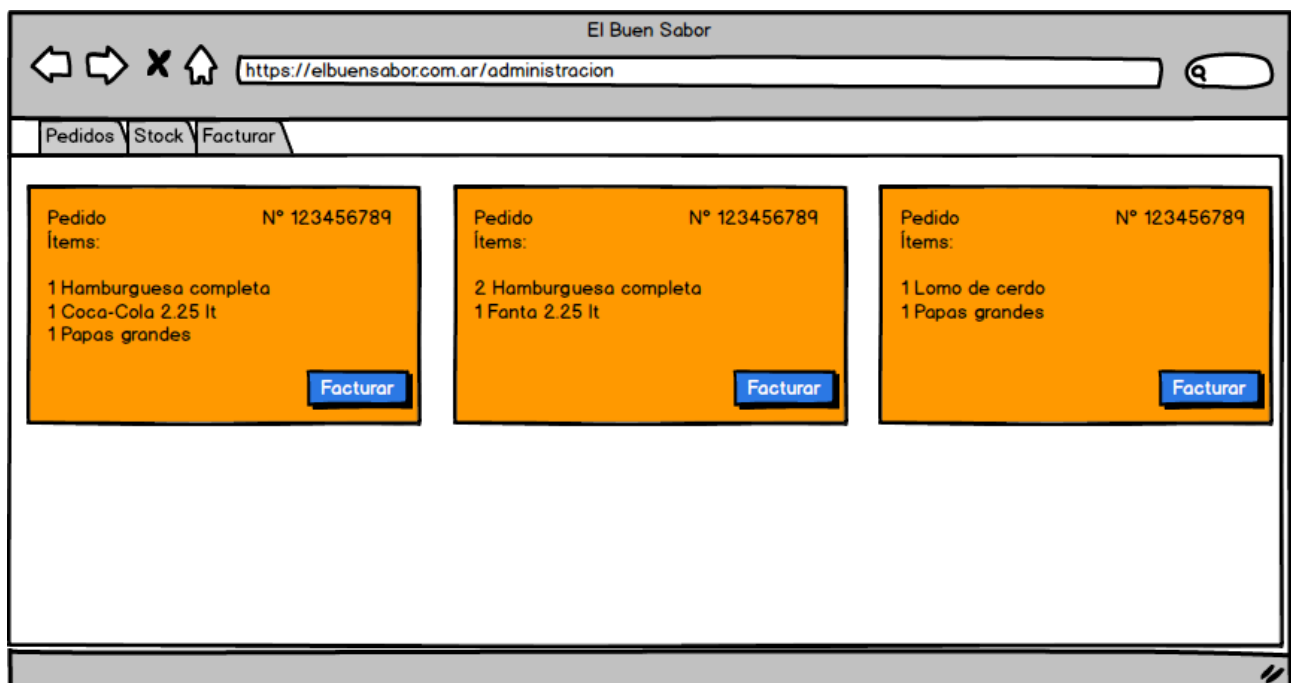 El Buen Sabor
https://elbuensabor.com.ar/administracion
Pedidos Stock Facturar
Pedido N° 123456789
Ítems:
1 Hamburguesa completa
1 Coca-Cola 2.25 lt
1 Papas grandes
Facturar
Pedido N° 123456789
Ítems:
2 Hamburguesa completa
1 Fanta 2.25 lt
Facturar
Pedido N° 123456789
Ítems:
1 Lomo de cerdo
1 Papas grandes
Facturar